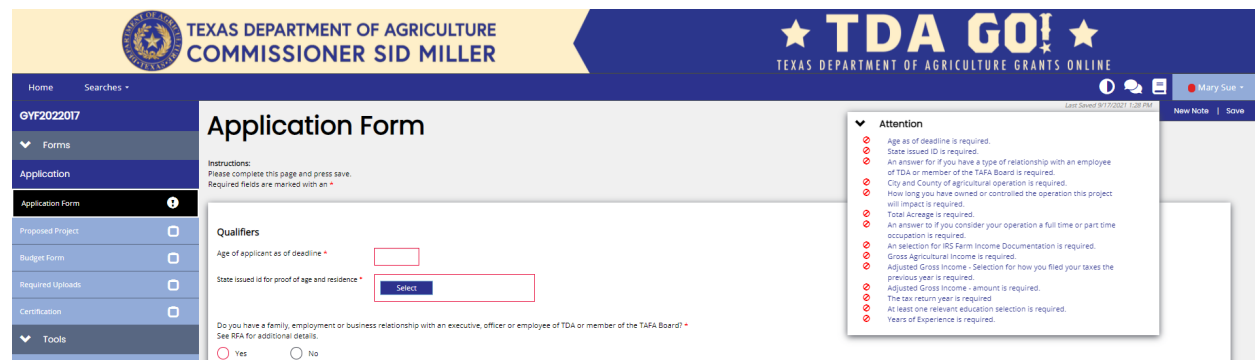 TEXAS DEPARTMENT OF AGRICULTURE
COMMISSIONER SID MILLER
TDA GO!
TEXAS DEPARTMENT OF AGRICULTURE GRANTS ONLINE
Home
Searches
Mary Sue
GYF2022017
Last Saved 9/17/2021 1:28 PM
New Note | Save
Forms
Application
Application Form
Proposed Project
Budget Form
Required Uploads
Certification
Tools
Application Form
Instructions:
Please complete this page and press save.
Required fields are marked with an *
Qualifiers
Age of applicant as of deadline *
State issued id for proof of age and residence *
Select
Do you have a family, employment or business relationship with an executive, officer or employee of TDA or member of the TAFA Board? *
See RFA for additional details.
Yes
No
Attention
Age as of deadline is required.
State issued ID is required.
An answer for if you have a type of relationship with an employee
of TDA or member of the TAFA Board is required.
City and County of agricultural operation is required.
How long you have owned or controlled the operation this project
will impact is required.
Total Acreage is required.
An answer to if you consider your operation a full time or part time
occupation is required.
An selection for IRS Farm Income Documentation is required.
Gross Agricultural Income is required.
Adjusted Gross Income - Selection for how you filed your taxes the
previous year is required.
Adjusted Gross Income - amount is required.
The tax return year is required
At least one relevant education selection is required.
Years of Experience is required.